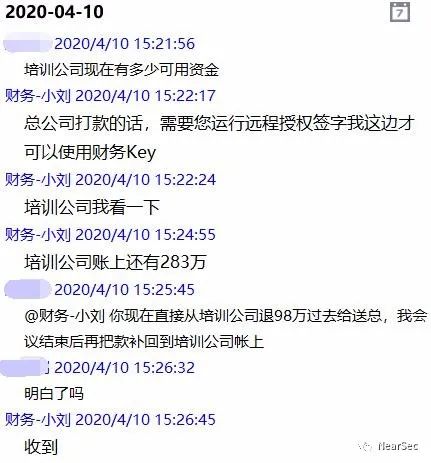 2020-04-10
7
2020/4/10 15:21:56
培训公司现在有多少可用资金
财务-小刘 2020/4/10 15:22:17
总公司打款的话，需要您运行远程授权签字我这边才
可以使用财务Key
财务-小刘 2020/4/10 15:22:24
培训公司我看一下
财务-小刘 2020/4/10 15:24:55
培训公司账上还有283万
2020/4/10 15:25:45
@财务-小刘 你现在直接从培训公司退98万过去给送总，我会
议结束后再把款补回到培训公司帐上
2020/4/10 15:26:32
明白了吗
财务-小刘 2020/4/10 15:26:45
收到
NearSec